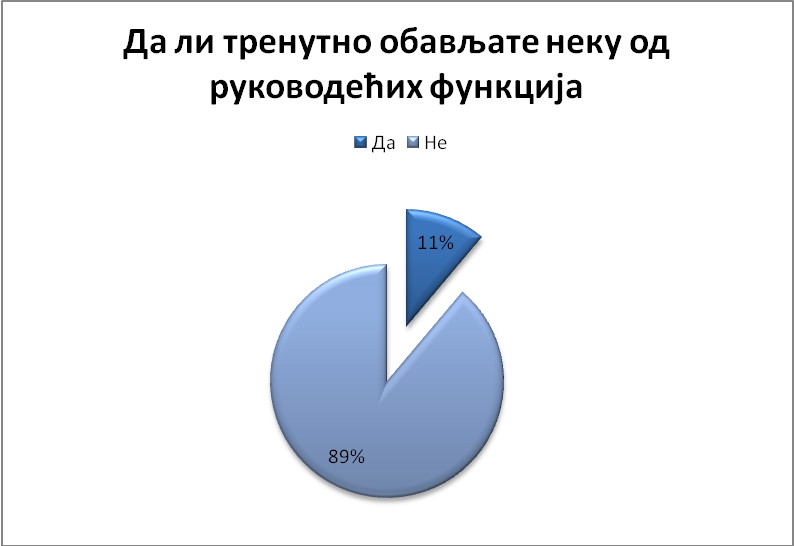 Да ли тренутно обављате неку од
руководећих функција
Да Не
11%
89%